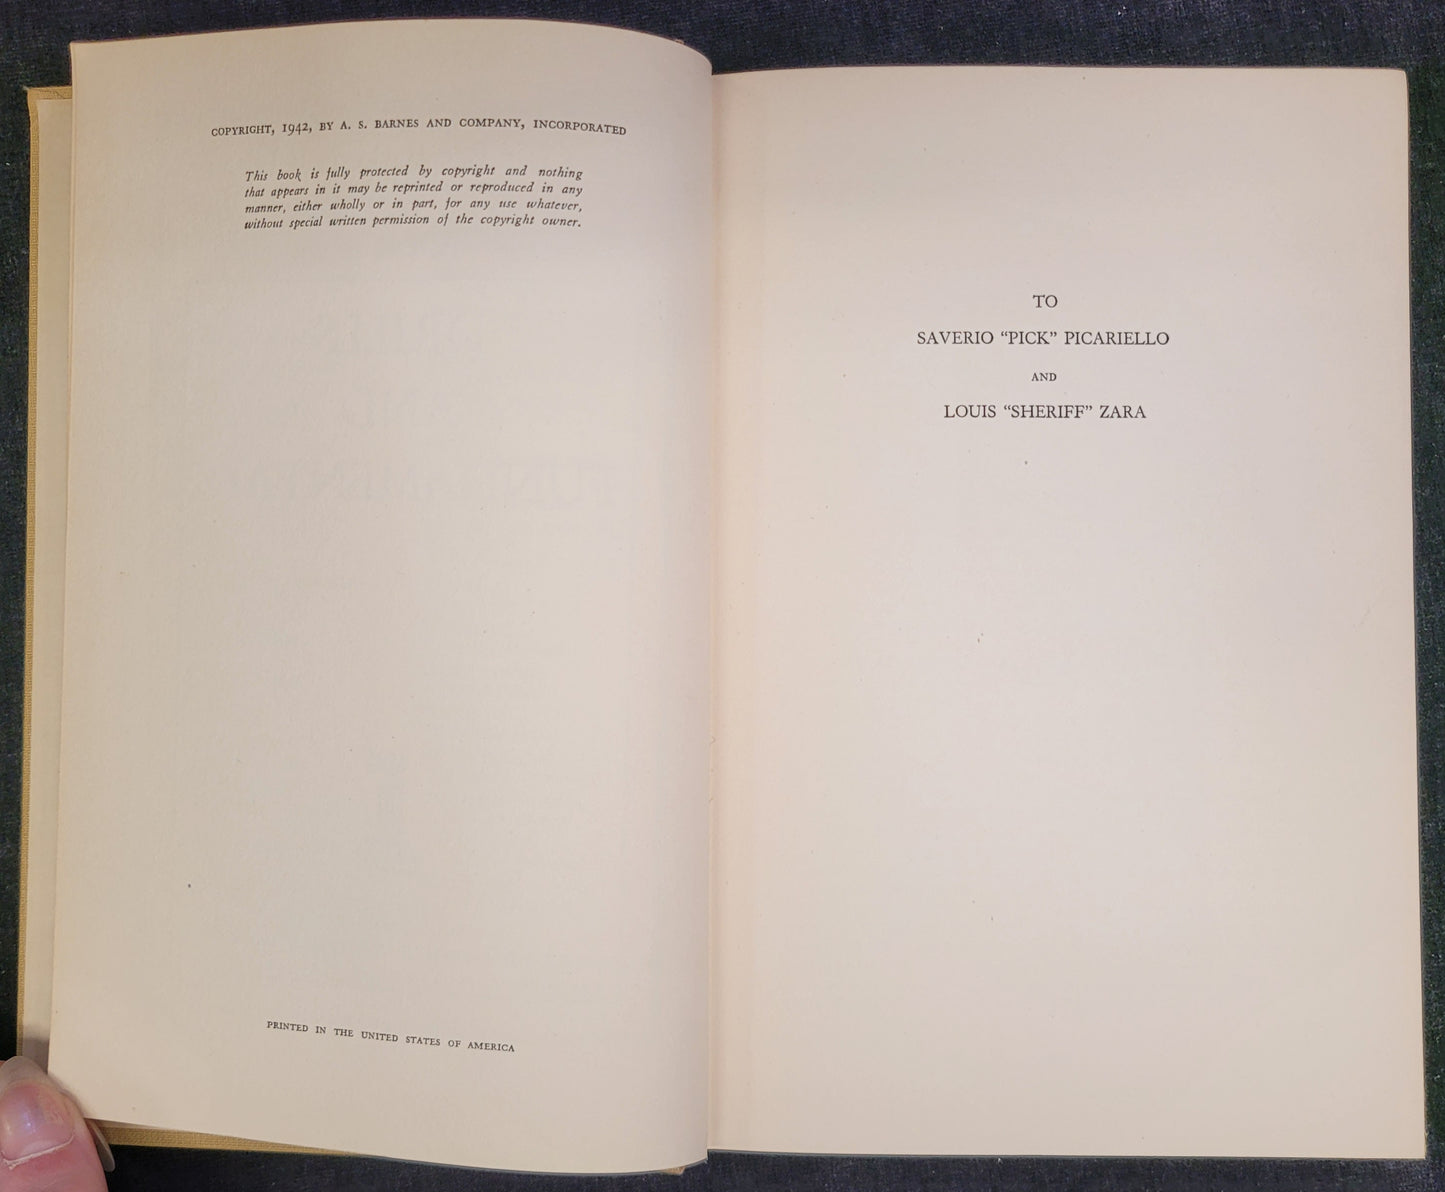 COPYRIGHT, 1942, BY A. S. BARNES AND COMPANY, INCORPORATED
This book is fully protected by copyright and nothing
that appears in it may be reprinted or reproduced in any
manner, either wholly or in part, for any use whatever,
without special written permission of the copyright owner.
PRINTED IN THE UNITED STATES OF AMERICA
TO
SAVERIO “PICK” PICARIELLO
AND
LOUIS “SHERIFF” ZARA